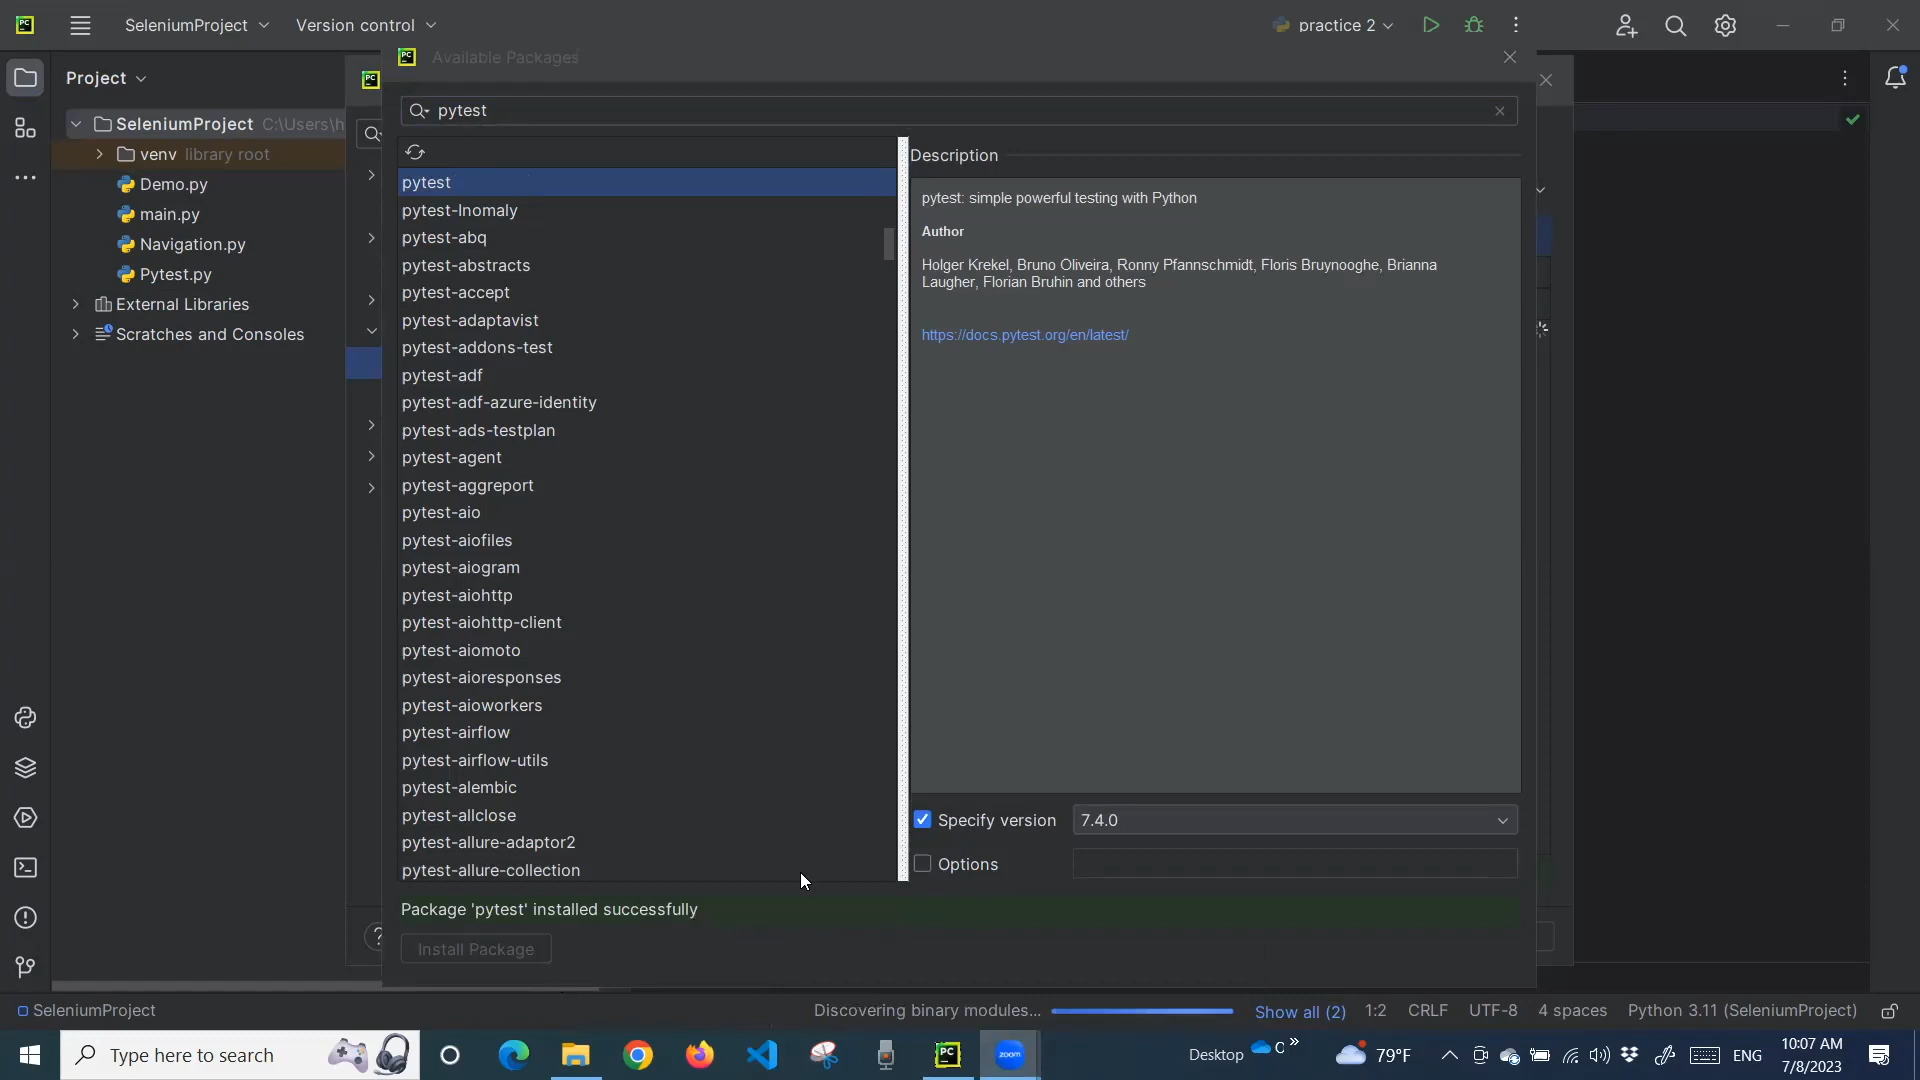 SeleniumProject
Version control
practice 2
Project
Available Packages
pytest
SeleniumProject C:\Users\h
venv library root
Demo.py
main.py
Navigation.py
Pytest.py
External Libraries
Scratches and Consoles
pytest
pytest-Inomaly
pytest-abq
pytest-abstracts
pytest-accept
pytest-adaptavist
pytest-addons-test
pytest-adf
pytest-adf-azure-identity
pytest-ads-testplan
pytest-agent
pytest-aggreport
pytest-aio
pytest-aiofiles
pytest-aiogram
pytest-aiohttp
pytest-aiohttp-client
pytest-aiomoto
pytest-aioresponses
pytest-aioworkers
pytest-airflow
pytest-airflow-utils
pytest-alembic
pytest-allclose
pytest-allure-adaptor2
pytest-allure-collection
Description
pytest: simple powerful testing with Python
Author
Holger Krekel, Bruno Oliveira, Ronny Pfannschmidt, Floris Bruynooghe, Brianna
Laugher, Florian Bruhin and others
https://docs.pytest.org/en/latest/
Specify version 7.4.0
Options
Package 'pytest' installed successfully
Install Package
SeleniumProject
Discovering binary modules...
Show all (2)
1:2
CRLF
UTF-8
4 spaces
Python 3.11 (SeleniumProject)
Type here to search
zoom
Desktop
79°F
ENG
10:07 AM
7/8/2023